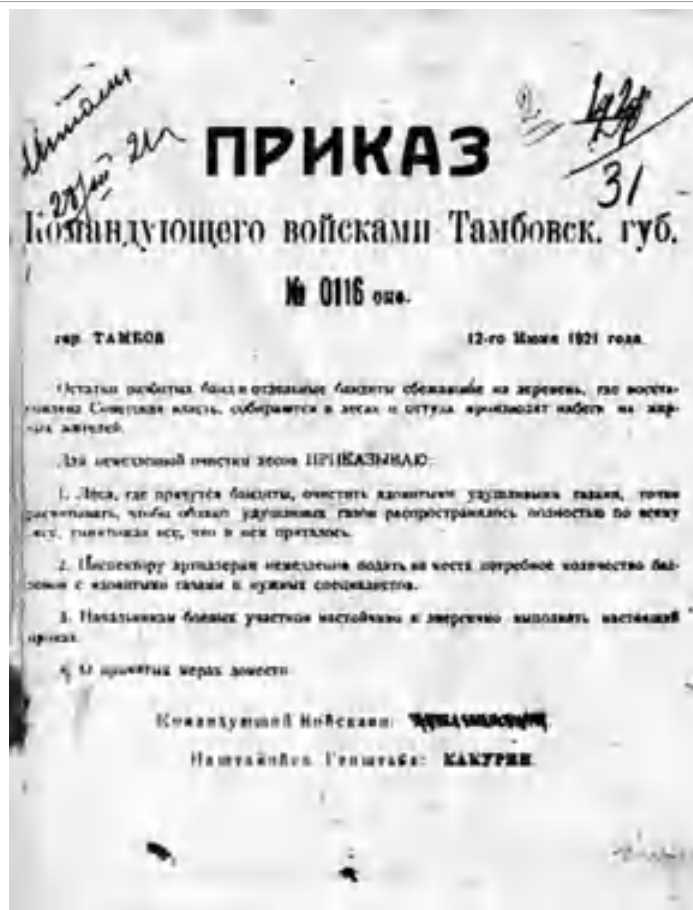 2
31
ПРИКАЗ
Командующего войсками Тамбовск. губ.
№ 0116 опе.
гор. ТАМБОВ 12-го Июня 1921 года.
Остатки разбитых банд и отдельные бандиты сбежавшие из деревень, где восста-
новлена Советская власть, собираются в лесах и оттуда производят набеги на мир-
ных жителей.
Для немедленной очистки лесов ПРИКАЗЫВАЮ:
1. Леса, где прячутся бандиты, очистить ядовитыми удушливыми газами, точно
рассчитывать, чтобы облако удушливых газов распространялось полностью по всему
лесу, уничтожая все, что в нем пряталось.
2. Инспектору артиллерии немедленно подать на места потребное количество бал-
лонов с ядовитыми газами и нужных специалистов.
3. Начальникам боевых участков настойчиво и энергично выполнять настоящий
приказ.
4. О принятых мерах донести.
Командующий Войсками:
Наштавойск Генштаба: КАКУРИН.